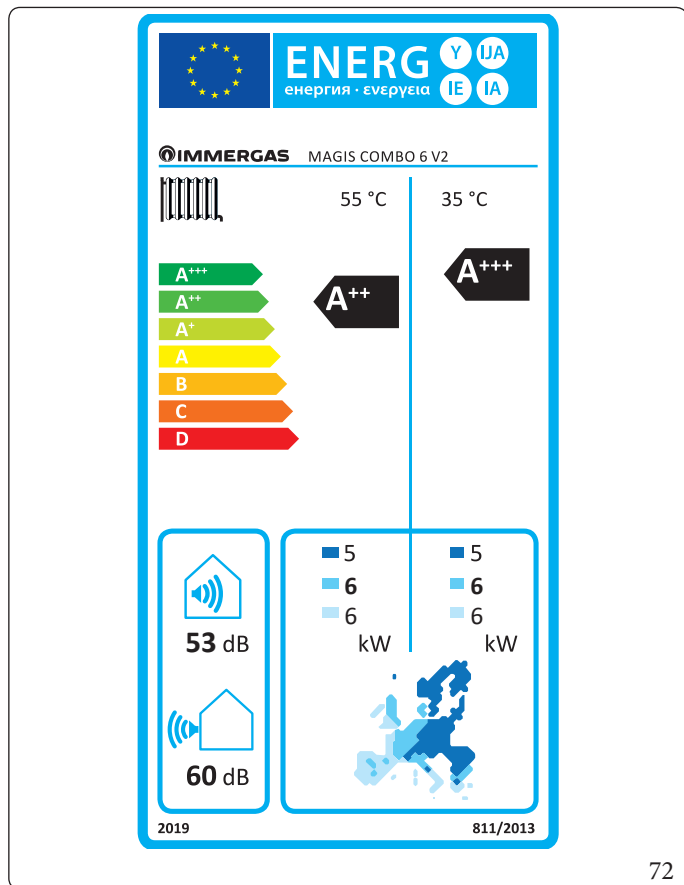 ENERG Y IJA
енергия · ενεργεια IE IA
IMMERGAS MAGIS COMBO 6 V2
55 °C 35 °C
A++ A+++
A+++
A++
A+
A
B
C
D
5 5
6 6
6 6
kW kW
53 dB
60 dB
2019 811/2013
72